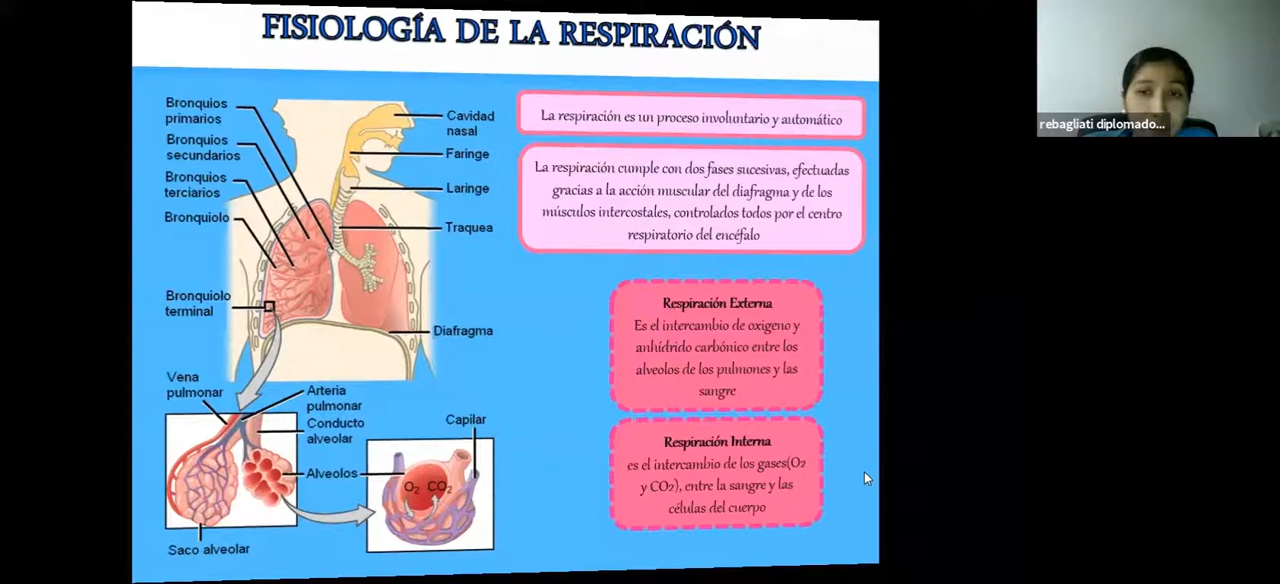 FISIOLOGÍA DE LA RESPIRACIÓN
Bronquios
primarios
Bronquios
secundarios
Bronquios
terciarios
Bronquiolo
Bronquiolo
terminal
Cavidad
nasal
Faringe
Laringe
Traquea
Diafragma
Vena
pulmonar
Arteria
pulmonar
Conducto
alveolar
Alveolos
Saco alveolar
Capilar
O2 CO2
La respiración es un proceso involuntario y automático
La respiración cumple con dos fases sucesivas, efectuadas
gracias a la acción muscular del diafragma y de los
músculos intercostales, controlados todos por el centro
respiratorio del encéfalo
Respiración Externa
Es el intercambio de oxigeno y
anhídrido carbónico entre los
alveolos de los pulmones y las
sangre
Respiración Interna
es el intercambio de los gases(O2
y CO2), entre la sangre y las
células del cuerpo
rebagliati diplomado...